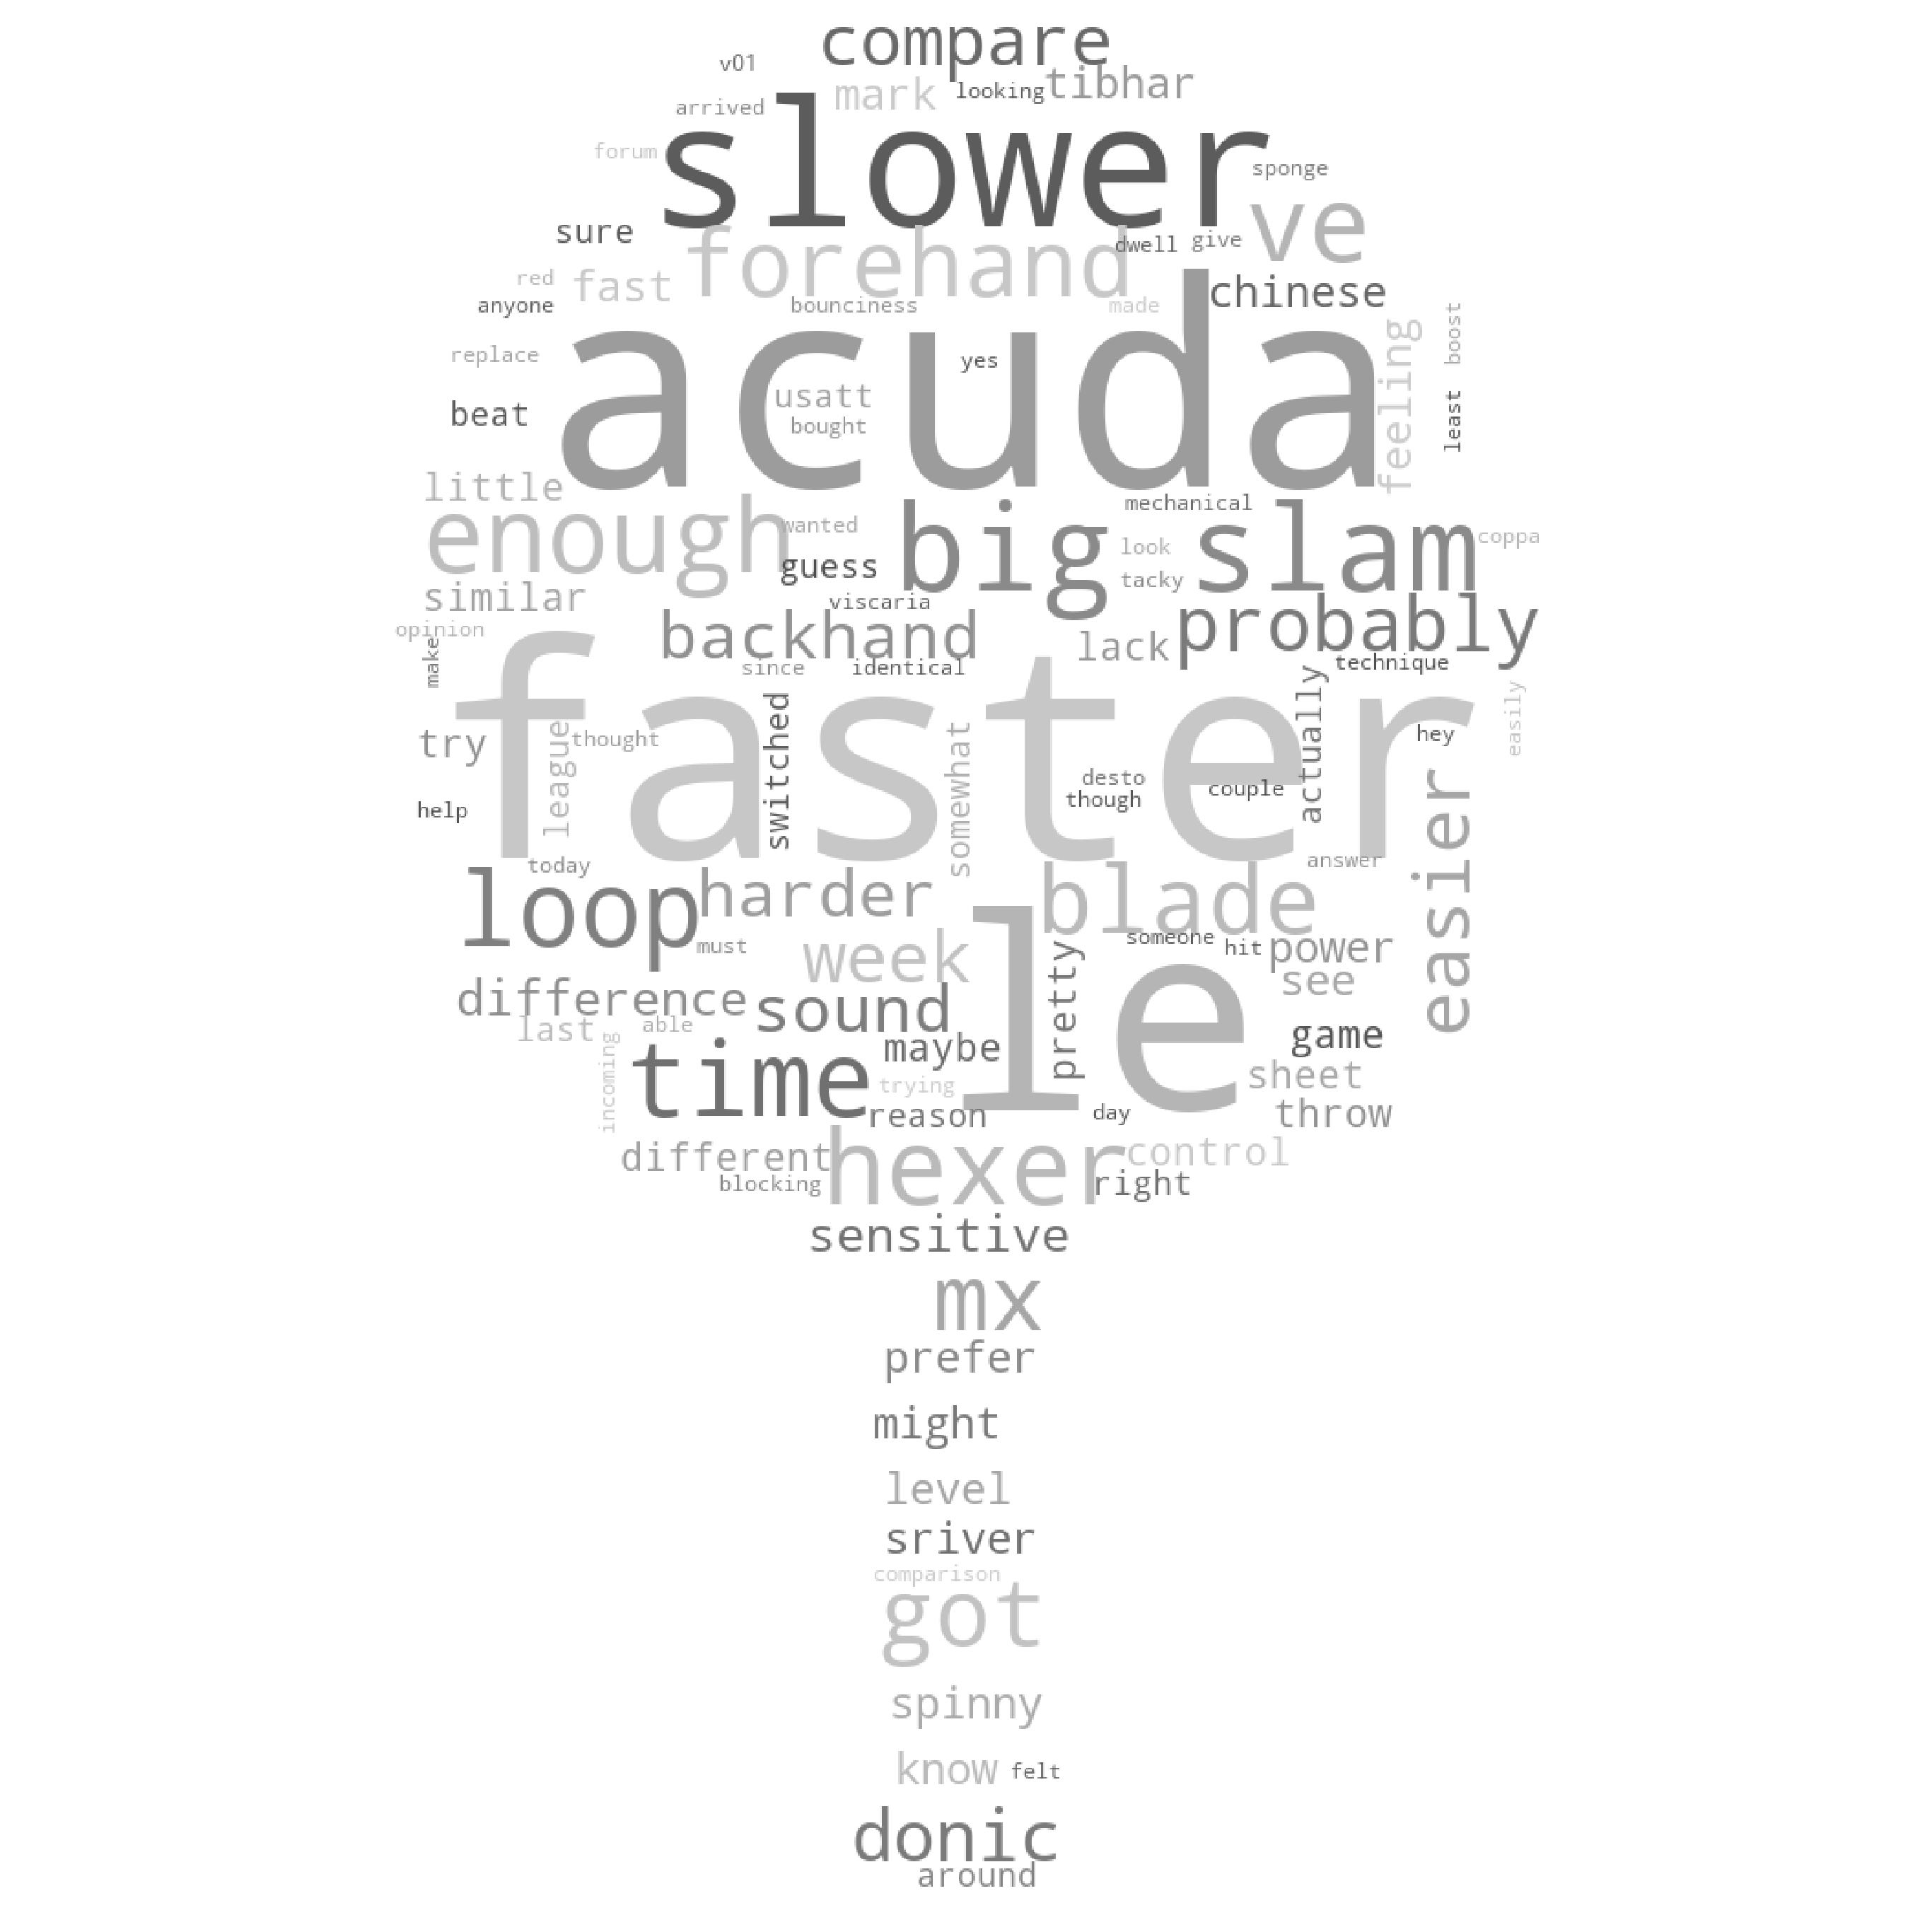 compare
v01
mark
looking
tibhar
arrived
slower
forum
sponge
sure
forehand
dwell
give
ve
red
fast
chinese
anyone
bounciness
made
acuda
feeling
boost
replace
yes
beat
usatt
bought
least
little
enough
wanted
big
mechanical
slam
coppa
guess
look
tacky
similar
viscaria
opinion
backhand
lack
probably
make
since
identical
technique
faster
easily
try
league
thought
switched
somewhat
actually
hey
desto
though
couple
help
easier
today
answer
loop
harder
blade
must
week
le
pretty
someone
hit
power
see
difference
sound
last
able
game
incoming
time
maybe
trying
sheet
reason
day
throw
different
hexer
control
blocking
right
sensitive
mx
prefer
might
level
sriver
comparison
got
spinny
know
felt
donic
around